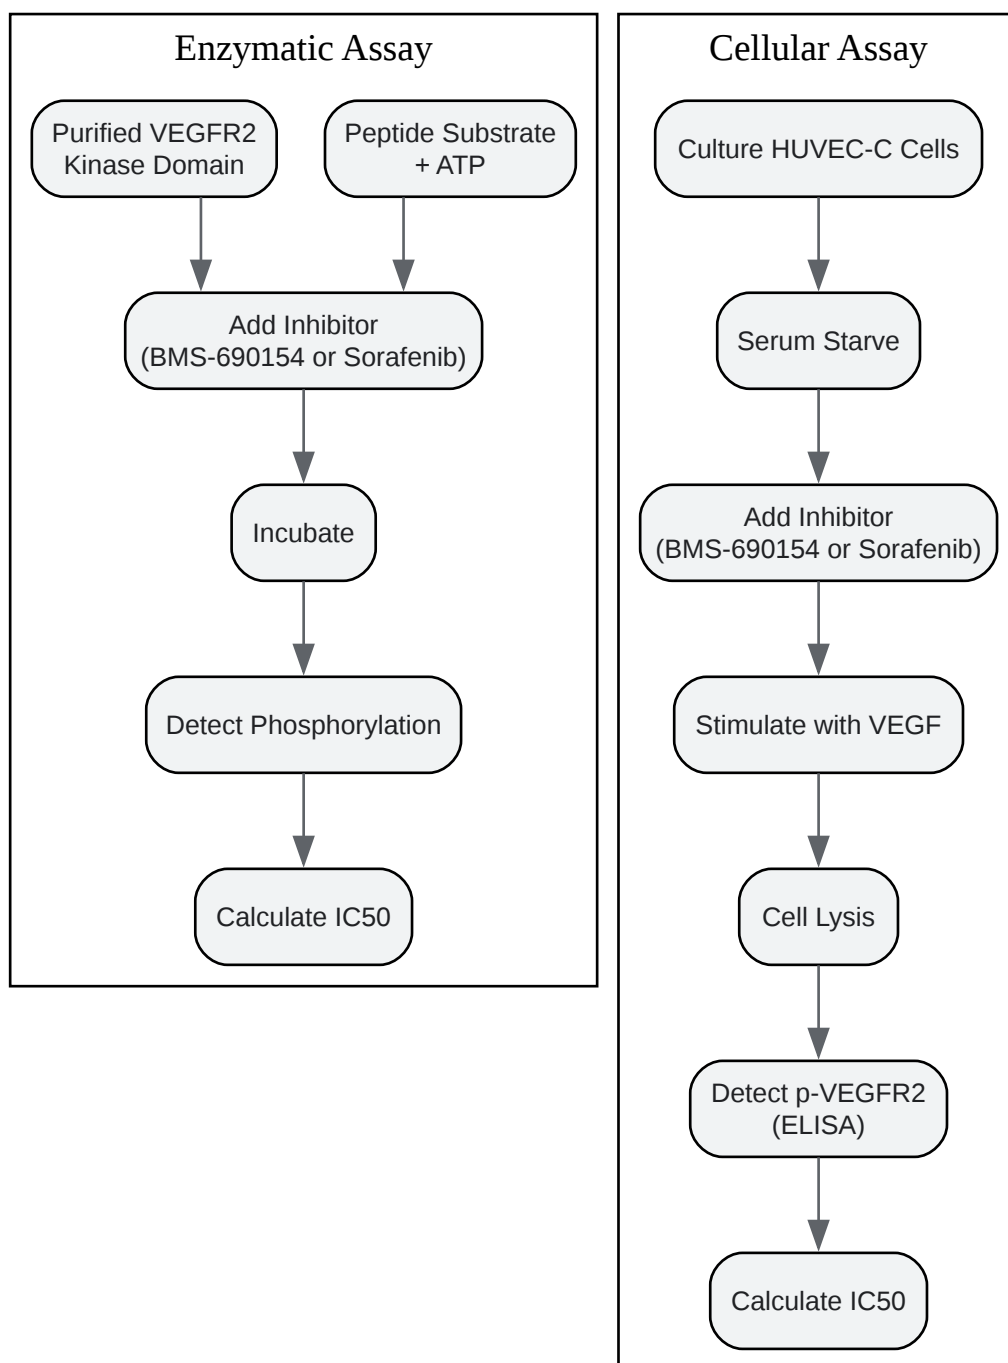 Enzymatic Assay
Purified VEGFR2
Kinase Domain
Peptide Substrate
+ ATP
Add Inhibitor
(BMS-690154 or Sorafenib)
Incubate
Detect Phosphorylation
Calculate IC50
Cellular Assay
Culture HUVEC-C Cells
Serum Starve
Add Inhibitor
(BMS-690154 or Sorafenib)
Stimulate with VEGF
Cell Lysis
Detect p-VEGFR2
(ELISA)
Calculate IC50